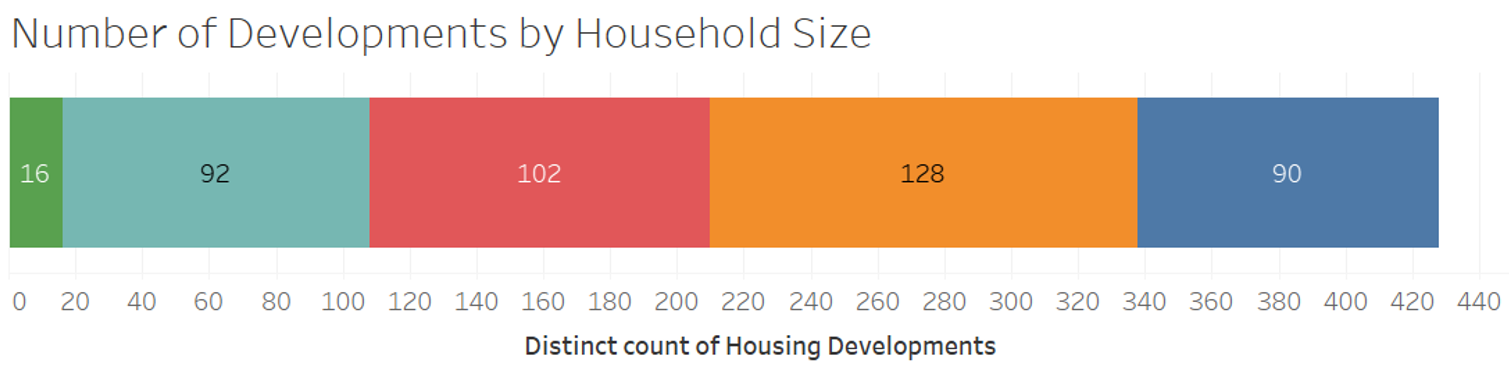 Number of Developments by Household Size
16 92 102 128 90
0 20 40 60 80 100 120 140 160 180 200 220 240 260 280 300 320 340 360 380 400 420 440
Distinct count of Housing Developments